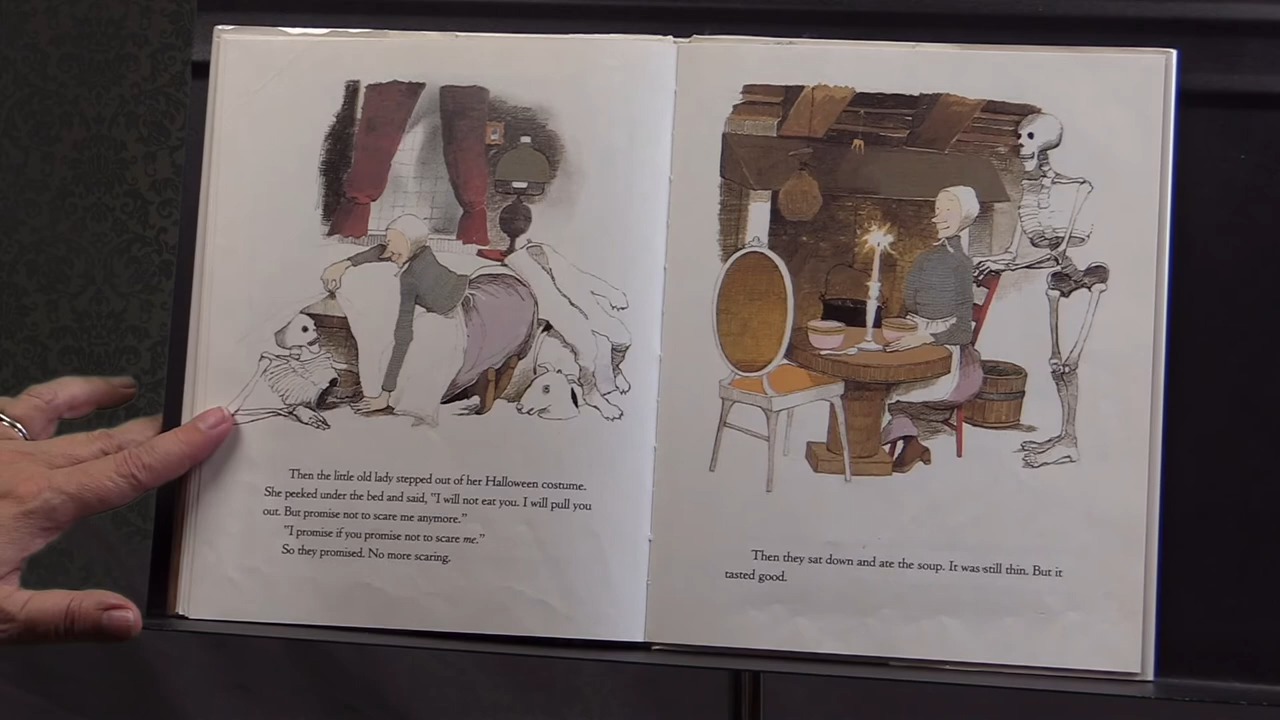 Then the little old lady stepped out of her Halloween costume.
She peeked under the bed and said, "I will not eat you. I will pull you
out. But promise not to scare me anymore."
"I promise if you promise not to scare me."
So they promised. No more scaring.
Then they sat down and ate the soup. It was still thin. But it
tasted good.